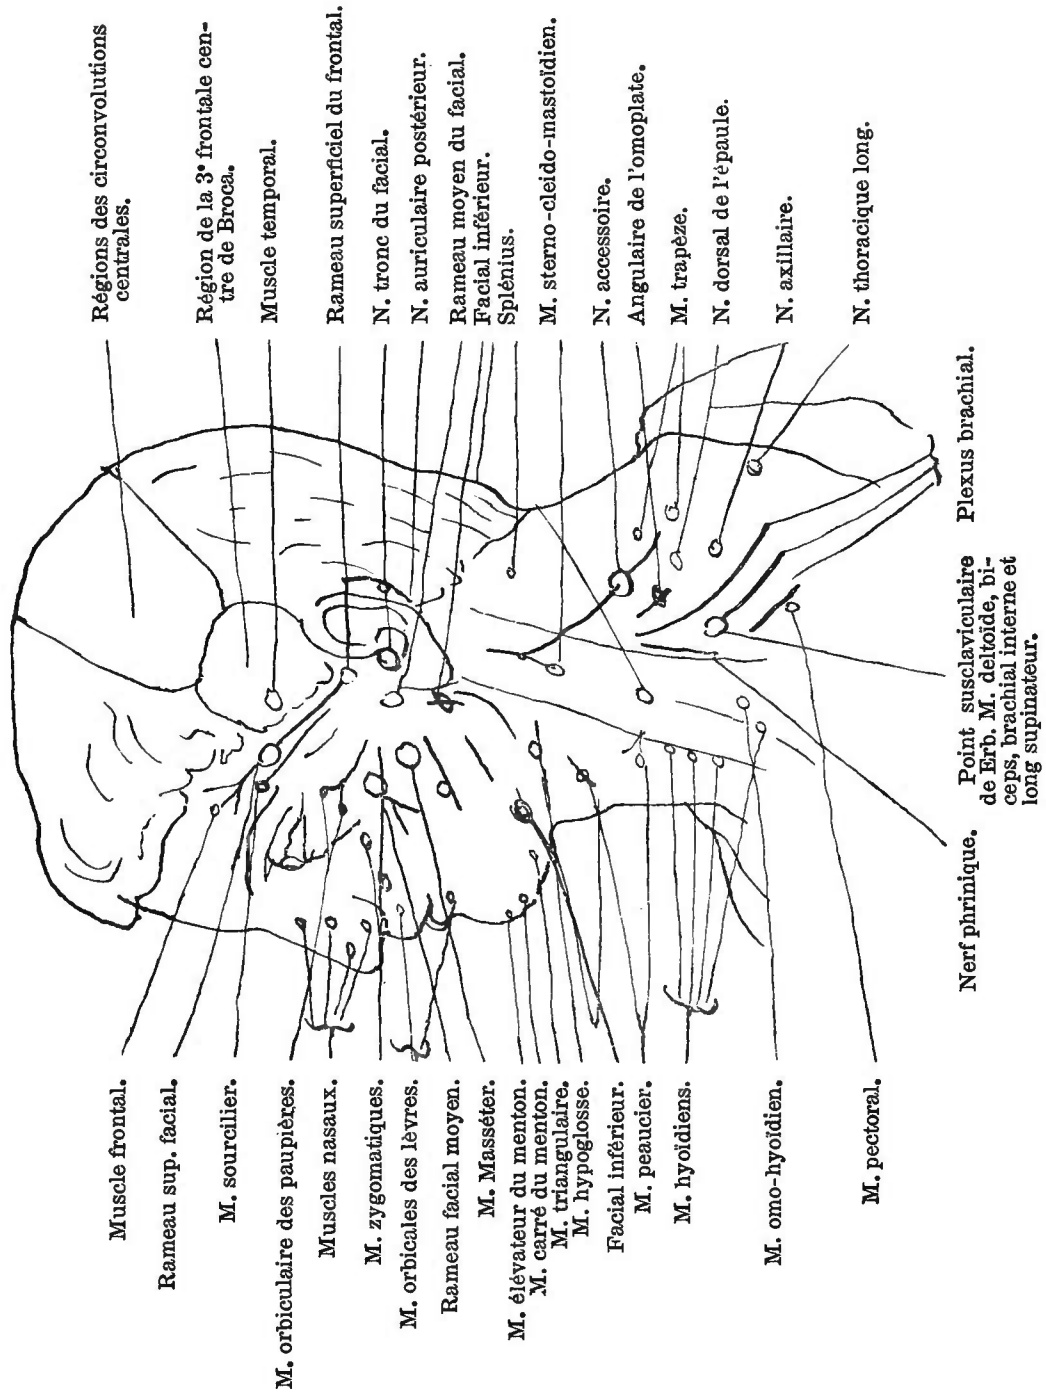 Régions des circonvolutions
centrales.
Région de la 3e frontale cen-
tre de Broca.
Muscle temporal.
Rameau superficiel du frontal.
N. tronc du facial.
N. auriculaire postérieur.
Rameau moyen du facial.
Facial inférieur.
Splénius.
M. sterno-cleido-mastoïdien.
N. accessoire.
Angulaire de l'omoplate.
M. trapèze.
N. dorsal de l'épaule.
N. axillaire.
N. thoracique long.
Muscle frontal.
Rameau sup. facial.
M. sourcilier.
M. orbiculaire des paupières.
Muscles nasaux.
M. zygomatiques.
M. orbicales des lèvres.
Rameau facial moyen.
M. Masséter.
M. élévateur du menton.
M. carré du menton.
M. triangulaire.
M. hypoglosse.
Facial inférieur.
M. peaucier.
M. hyoïdiens.
M. omo-hyoïdien.
M. pectoral.
Nerf phrinique.
Point susclaviculaire
de Erb. M. deltoïde, bi-
ceps, brachial interne et
long supinateur.
Plexus brachial.